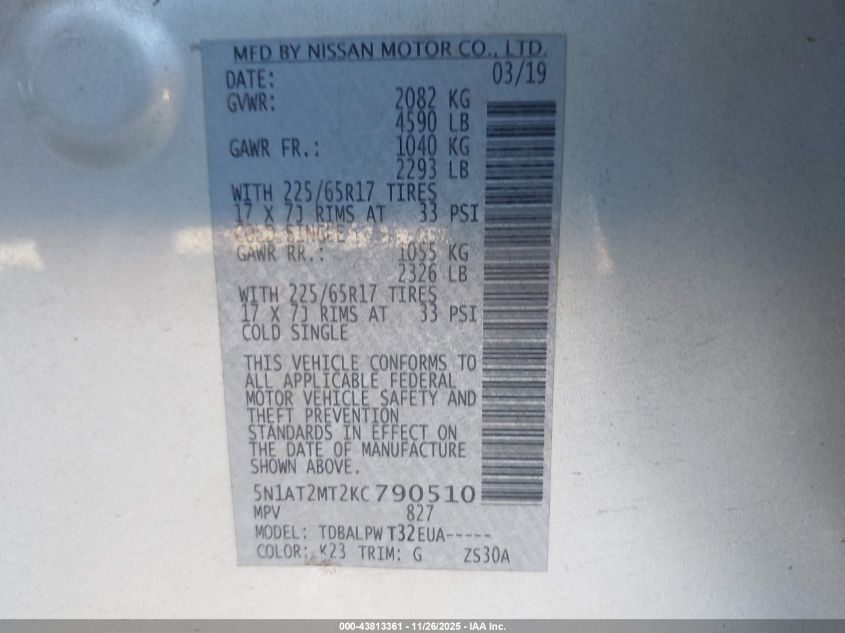 MFD BY NISSAN MOTOR CO., LTD.
DATE: 03/19
GVWR: 2082 KG
4590 LB
GAWR FR.: 1040 KG
2293 LB
WITH 225/65R17 TIRES
17 X 7J RIMS AT 33 PSI
COLD SINGLE
GAWR RR.: 1055 KG
2326 LB
WITH 225/65R17 TIRES
17 X 7J RIMS AT 33 PSI
COLD SINGLE
THIS VEHICLE CONFORMS TO
ALL APPLICABLE FEDERAL
MOTOR VEHICLE SAFETY AND
THEFT PREVENTION
STANDARDS IN EFFECT ON
THE DATE OF MANUFACTURE
SHOWN ABOVE.
5N1AT2MT2KC790510
MPV 827
MODEL: TDBALPWT32EUA-----
COLOR: K23 TRIM: G ZS30A
000-43813361 - 11/26/2025 - IAA Inc.